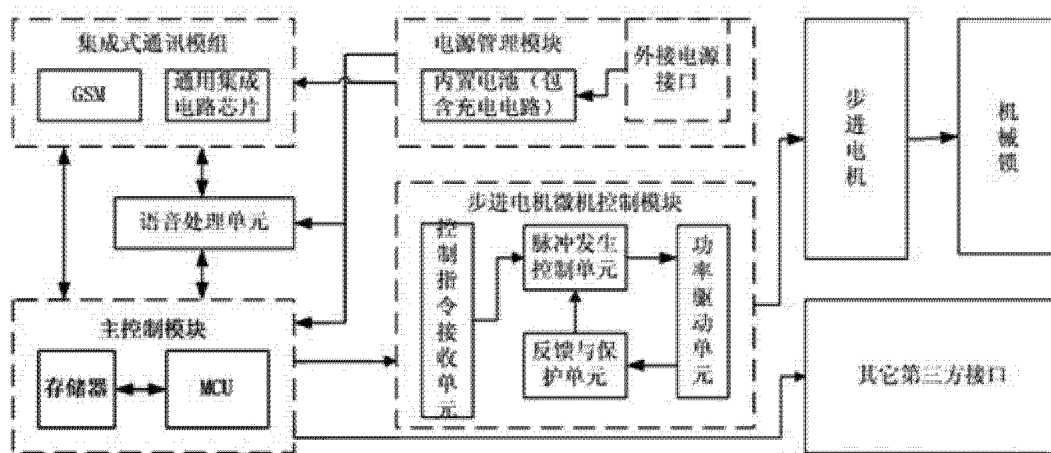 集成式通讯模组
GSM
通用集成
电路芯片
电源管理模块
内置电池（包
含充电电路）
外接电源
接口
步进电机
机械锁
语音处理单元
步进电机微机控制模块
控制指令接收单元
脉冲发生
控制单元
功率驱动单元
反馈与保
护单元
主控制模块
存储器
MCU
其它第三方接口